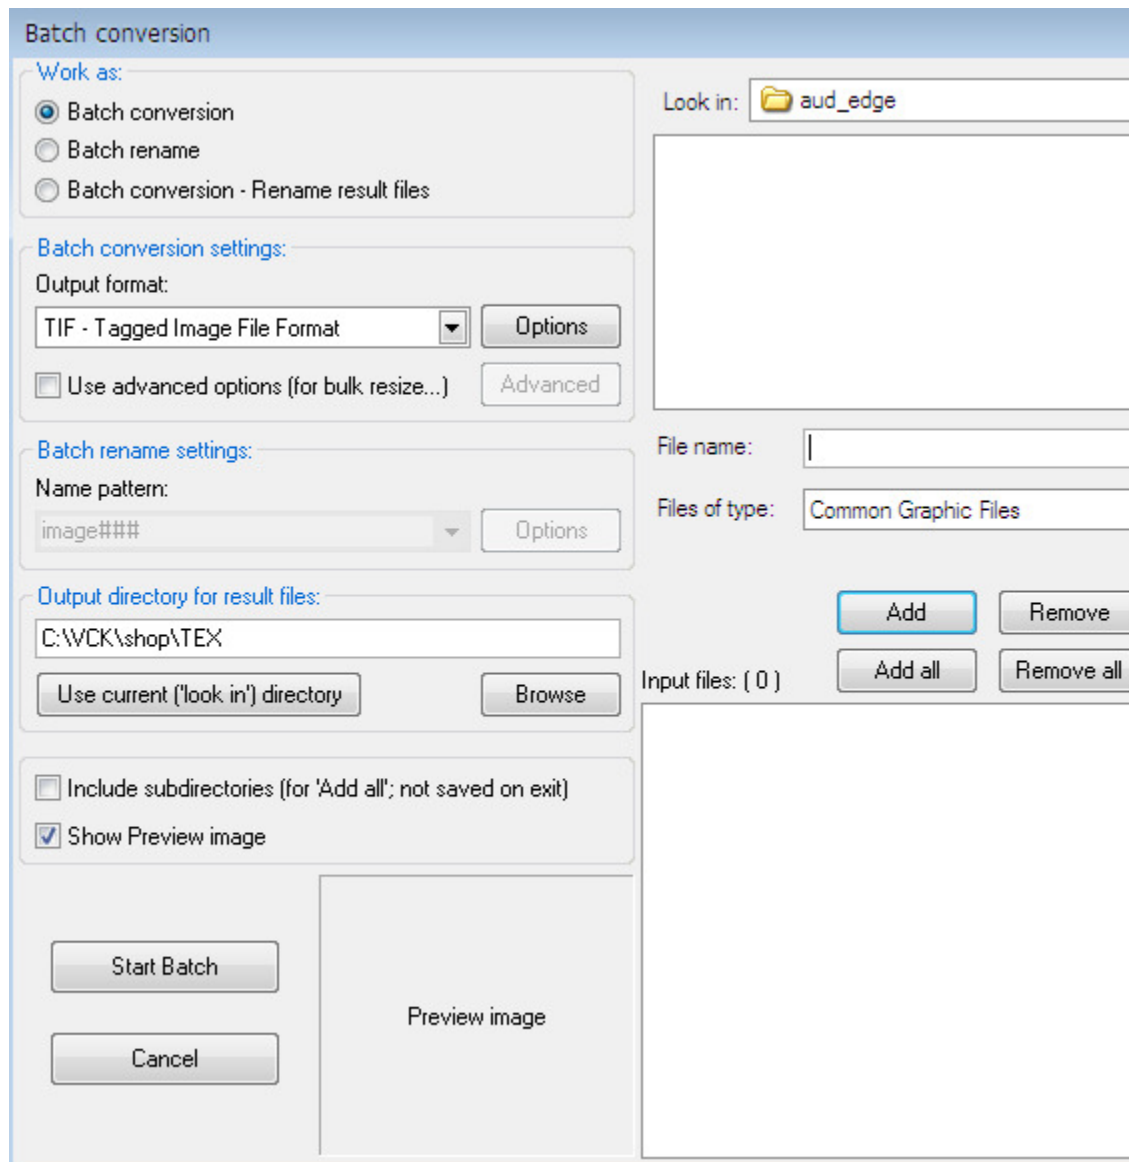 Batch conversion
Work as:
Batch conversion
Batch rename
Batch conversion - Rename result files
Batch conversion settings:
Output format:
TIF - Tagged Image File Format
Options
Use advanced options (for bulk resize...)
Advanced
Batch rename settings:
Name pattern:
image###
Options
Output directory for result files:
C:\VCK\shop\TEX
Use current ('look in') directory
Browse
Include subdirectories (for 'Add all'; not saved on exit)
Show Preview image
Start Batch
Cancel
Preview image
Look in:
aud_edge
File name:
Files of type:
Common Graphic Files
Add
Remove
Input files: ( 0 )
Add all
Remove all